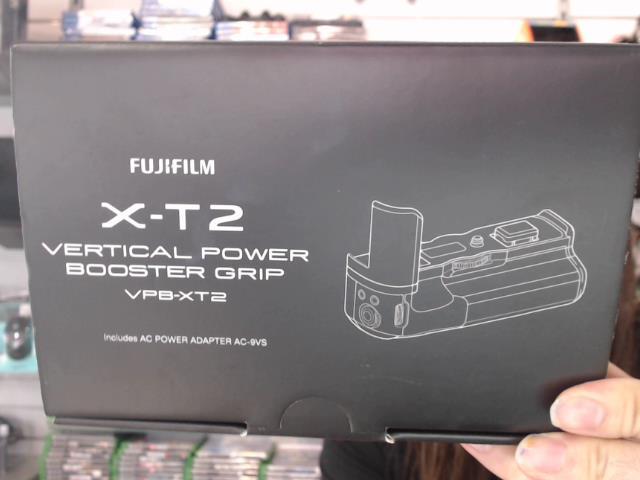 FUJIFILM
X-T2
VERTICAL POWER
BOOSTER GRIP
VPB-XT2
Includes AC POWER ADAPTER AC-9VS